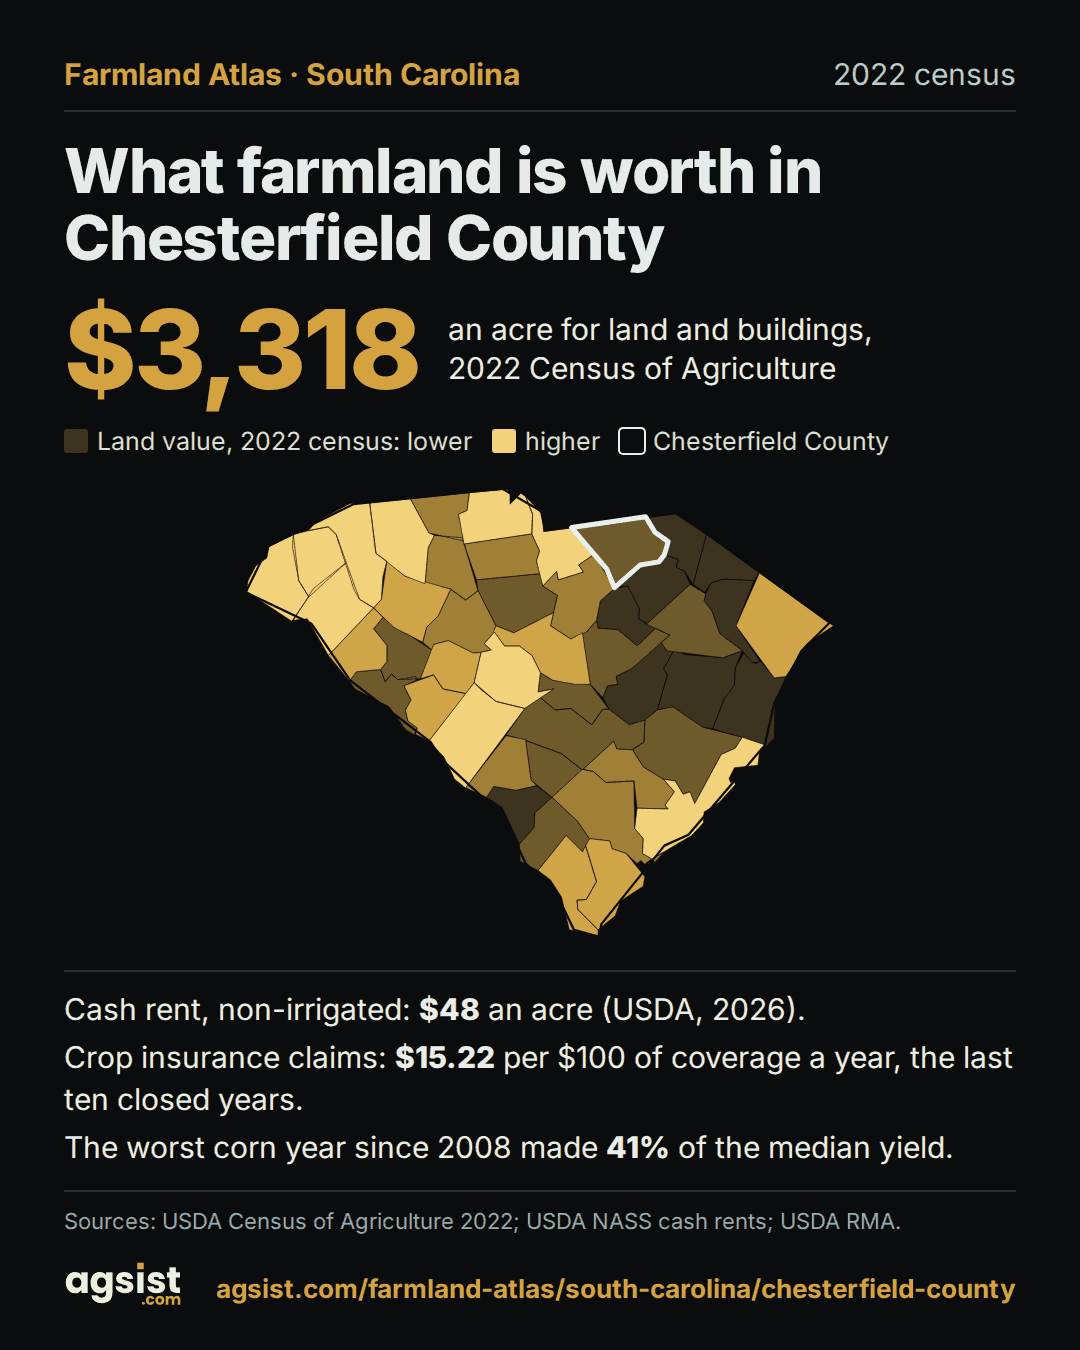 Farmland Atlas · South Carolina
2022 census
What farmland is worth in
Chesterfield County
$3,318
an acre for land and buildings,
2022 Census of Agriculture
Land value, 2022 census: lower
higher
Chesterfield County
Cash rent, non-irrigated: $48 an acre (USDA, 2026).
Crop insurance claims: $15.22 per $100 of coverage a year, the last
ten closed years.
The worst corn year since 2008 made 41% of the median yield.
Sources: USDA Census of Agriculture 2022; USDA NASS cash rents; USDA RMA.
agsist
.com
agsist.com/farmland-atlas/south-carolina/chesterfield-county